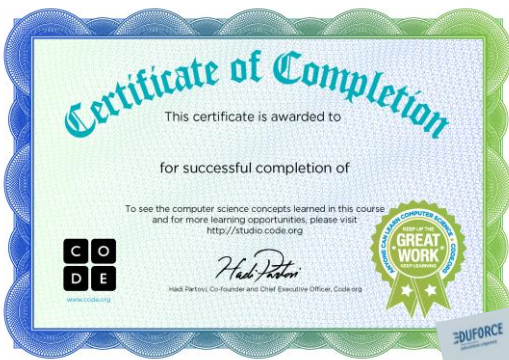 Certificate of Completion
This certificate is awarded to
for successful completion of
To see the computer science concepts learned in this course
and for more learning opportunities, please visit
http://studio.code.org
C O
D E
www.code.org
Hadi Partovi
Hadi Partovi, Co-founder and Chief Executive Officer, Code.org
ANYONE CAN LEARN COMPUTER SCIENCE • CODE.ORG
KEEP UP THE
GREAT
WORK
KEEP LEARNING
EDUFORCE